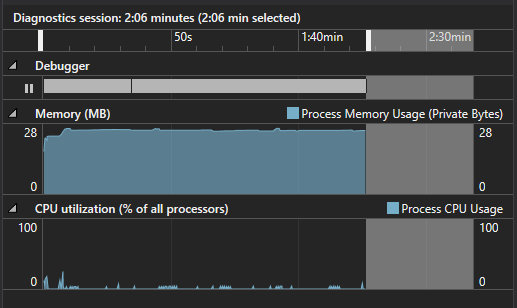 Diagnostics session: 2:06 minutes (2:06 min selected)
50s 1:40min 2:30min
Debugger
Memory (MB) Process Memory Usage (Private Bytes)
28 28
0 0
CPU utilization (% of all processors) Process CPU Usage
100 100
0 0